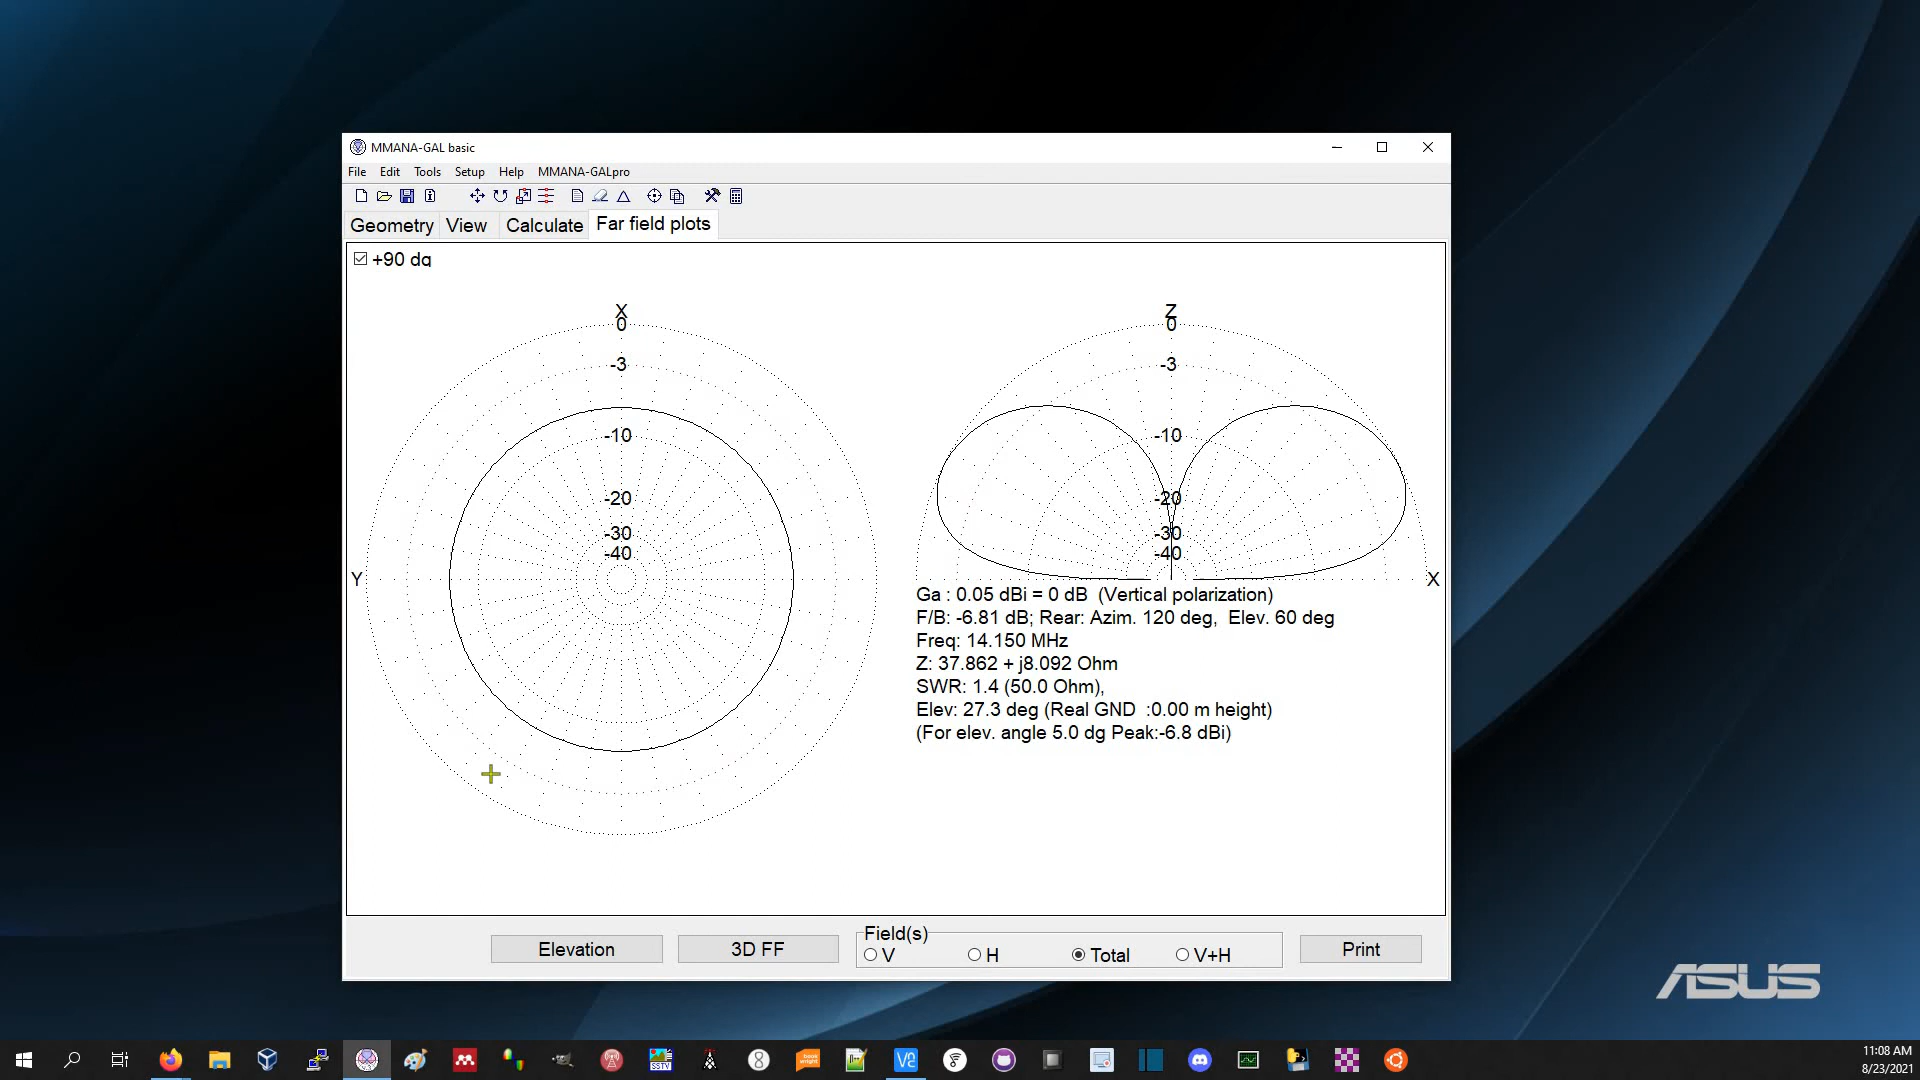 MMANA-GAL basic
File Edit Tools Setup Help MMANA-GALpro
Geometry View Calculate Far field plots
+90 dg
X
0
-3
-10
-20
-30
-40
Y
Z
0
-3
-10
-20
-30
-40
X
Ga : 0.05 dBi = 0 dB (Vertical polarization)
F/B: -6.81 dB; Rear: Azim. 120 deg, Elev. 60 deg
Freq: 14.150 MHz
Z: 37.862 + j8.092 Ohm
SWR: 1.4 (50.0 Ohm),
Elev: 27.3 deg (Real GND :0.00 m height)
(For elev. angle 5.0 dg Peak:-6.8 dBi)
Elevation 3D FF
Field(s)
V H Total V+H
Print
ASUS
SSTV
11:08 AM
8/23/2021